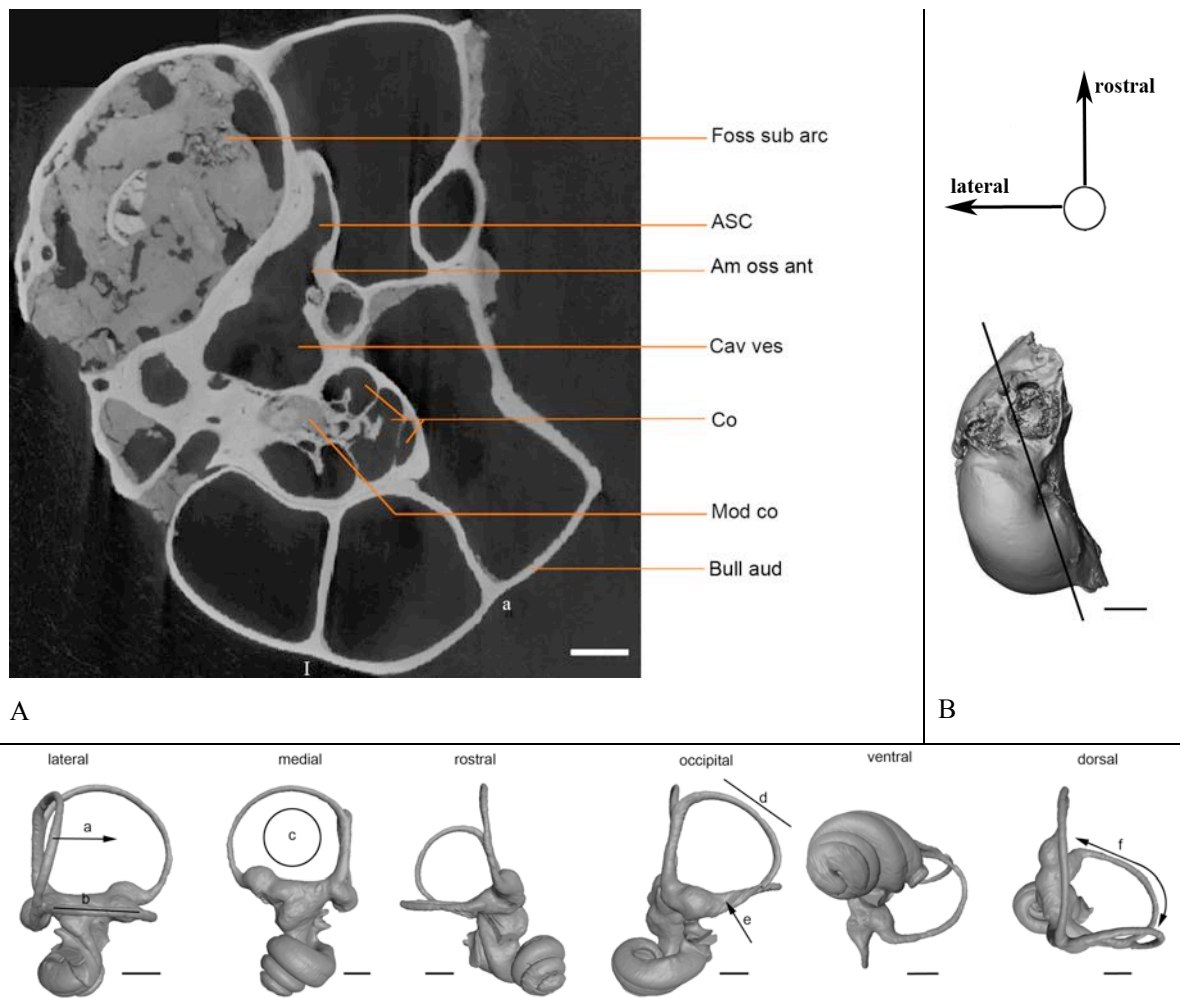 Foss sub arc
ASC
Am oss ant
Cav ves
Co
Mod co
Bull aud
a
I
A
rostral
lateral
B
lateral
medial
rostral
occipital
ventral
dorsal
a
b
c
d
e
f